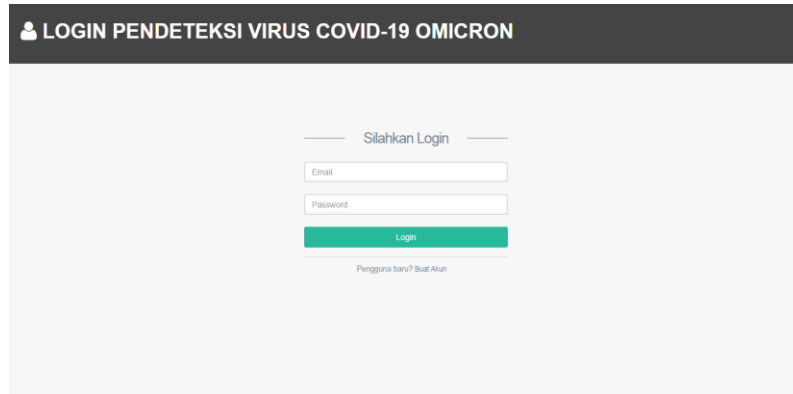 LOGIN PENDETEKSI VIRUS COVID-19 OMICRON
Silahkan Login
Email
Password
Login
Pengguna baru? Buat Akun